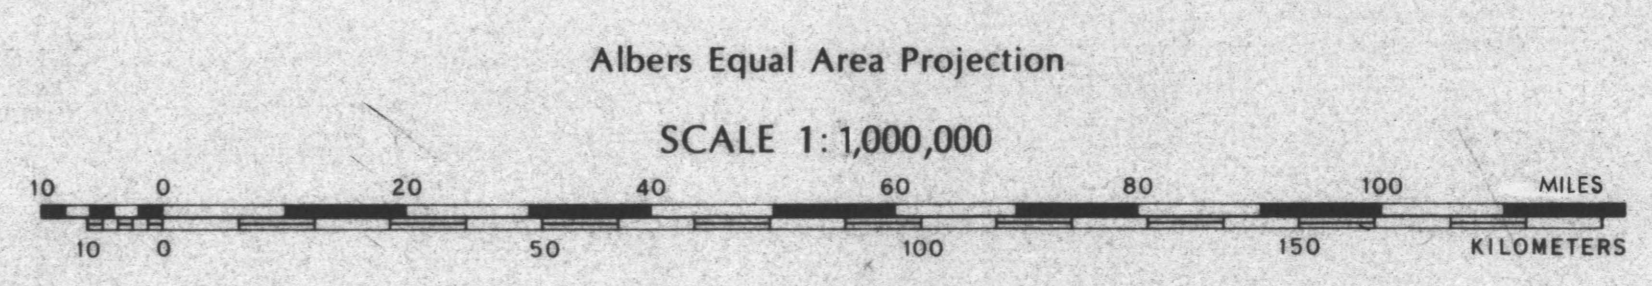 Albers Equal Area Projection
SCALE 1:1,000,000
10 0 20 40 60 80 100 MILES
10 0 50 100 150 KILOMETERS